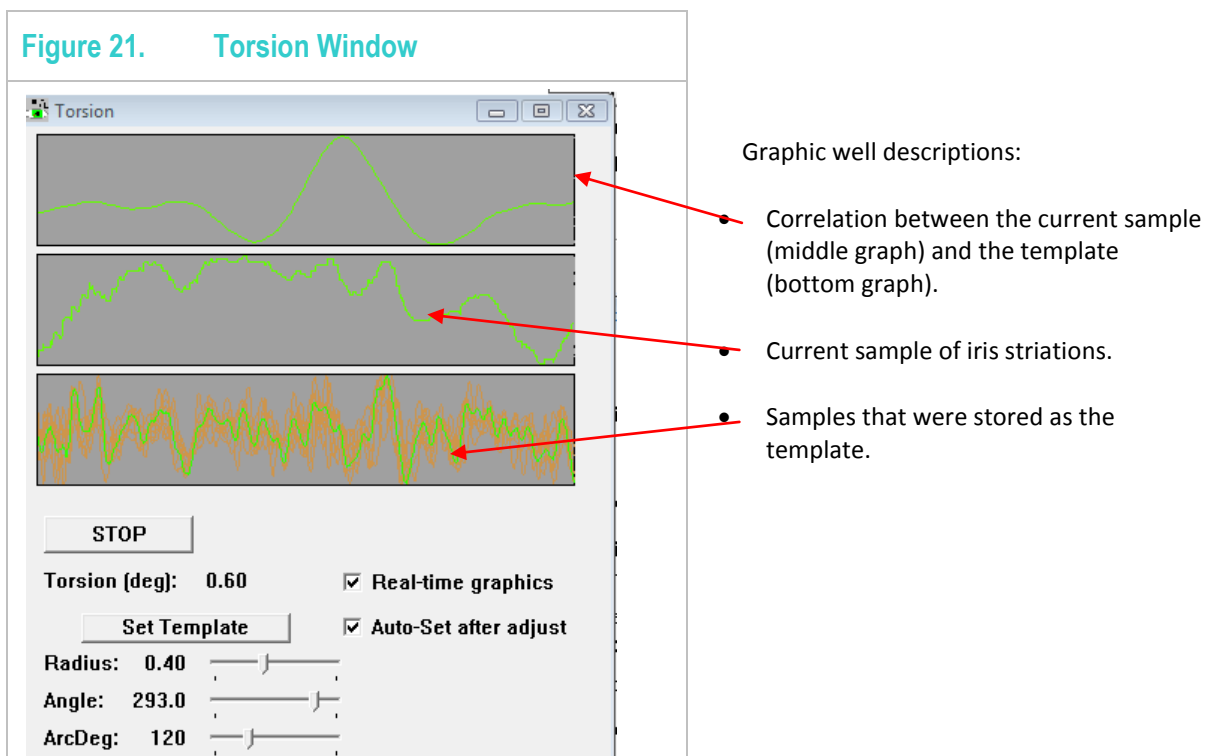 Figure 21. Torsion Window
Torsion
Graphic well descriptions:
• Correlation between the current sample
(middle graph) and the template
(bottom graph).
• Current sample of iris striations.
• Samples that were stored as the
template.
STOP
Torsion (deg): 0.60
Real-time graphics
Set Template
Auto-Set after adjust
Radius: 0.40
Angle: 293.0
ArcDeg: 120